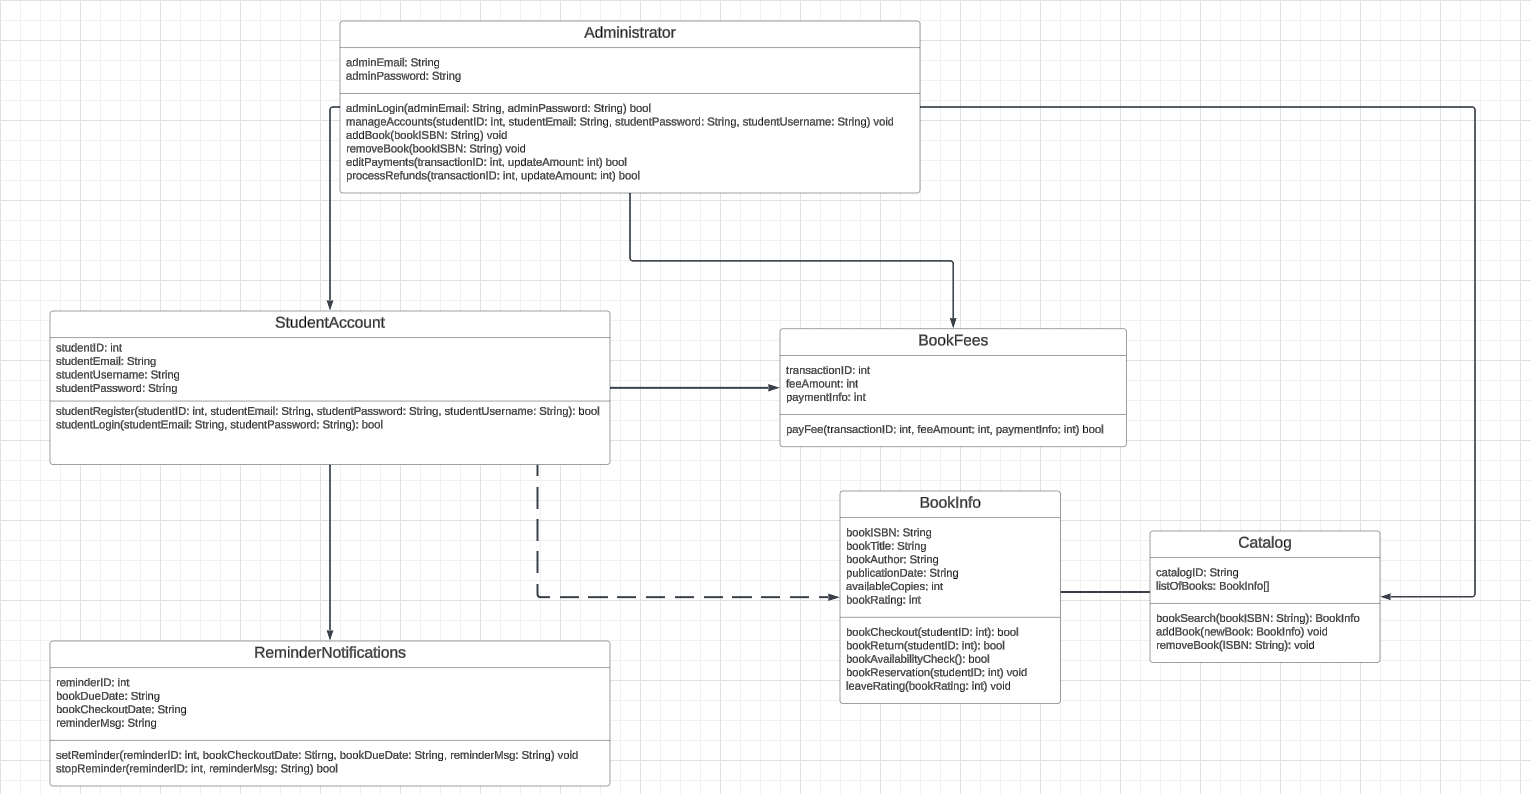 Administrator
adminEmail: String
adminPassword: String
adminLogin(adminEmail: String, adminPassword: String) bool
manageAccounts(studentID: int, studentEmail: String, studentPassword: String, studentUsername: String) void
addBook(bookISBN: String) void
removeBook(bookISBN: String) void
editPayments(transactionID: int, updateAmount: int) bool
processRefunds(transactionID: int, updateAmount: int) bool
StudentAccount
studentID: int
studentEmail: String
studentUsername: String
studentPassword: String
studentRegister(studentID: int, studentEmail: String, studentPassword: String, studentUsername: String): bool
studentLogin(studentEmail: String, studentPassword: String): bool
BookFees
transactionID: int
feeAmount: int
paymentInfo: int
payFee(transactionID: int, feeAmount: int, paymentInfo: int) bool
BookInfo
bookISBN: String
bookTitle: String
bookAuthor: String
publicationDate: String
availableCopies: int
bookRating: int
bookCheckout(studentID: int): bool
bookReturn(studentID: int): bool
bookAvailabilityCheck(): bool
bookReservation(studentID: int) void
leaveRating(bookRating: int) void
Catalog
catalogID: String
listOfBooks: BookInfo[]
bookSearch(bookISBN: String): BookInfo
addBook(newBook: BookInfo) void
removeBook(ISBN: String): void
ReminderNotifications
reminderID: int
bookDueDate: String
bookCheckoutDate: String
reminderMsg: String
setReminder(reminderID: int, bookCheckoutDate: Stirng, bookDueDate: String, reminderMsg: String) void
stopReminder(reminderID: int, reminderMsg: String) bool